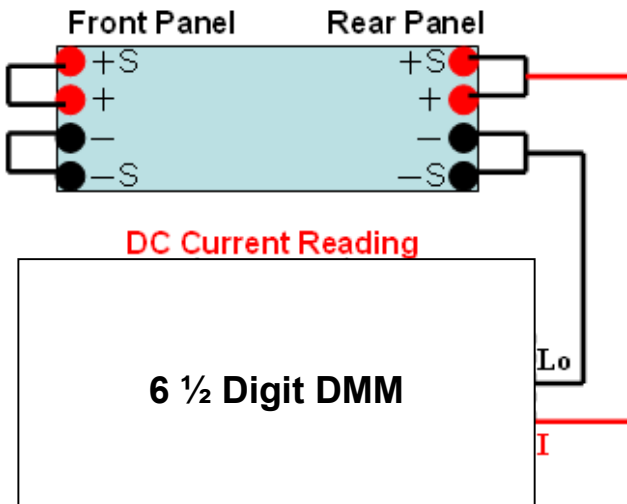 Front Panel Rear Panel
+S +S
+ +
− −
−S −S
DC Current Reading
Lo
6 ½ Digit DMM
I